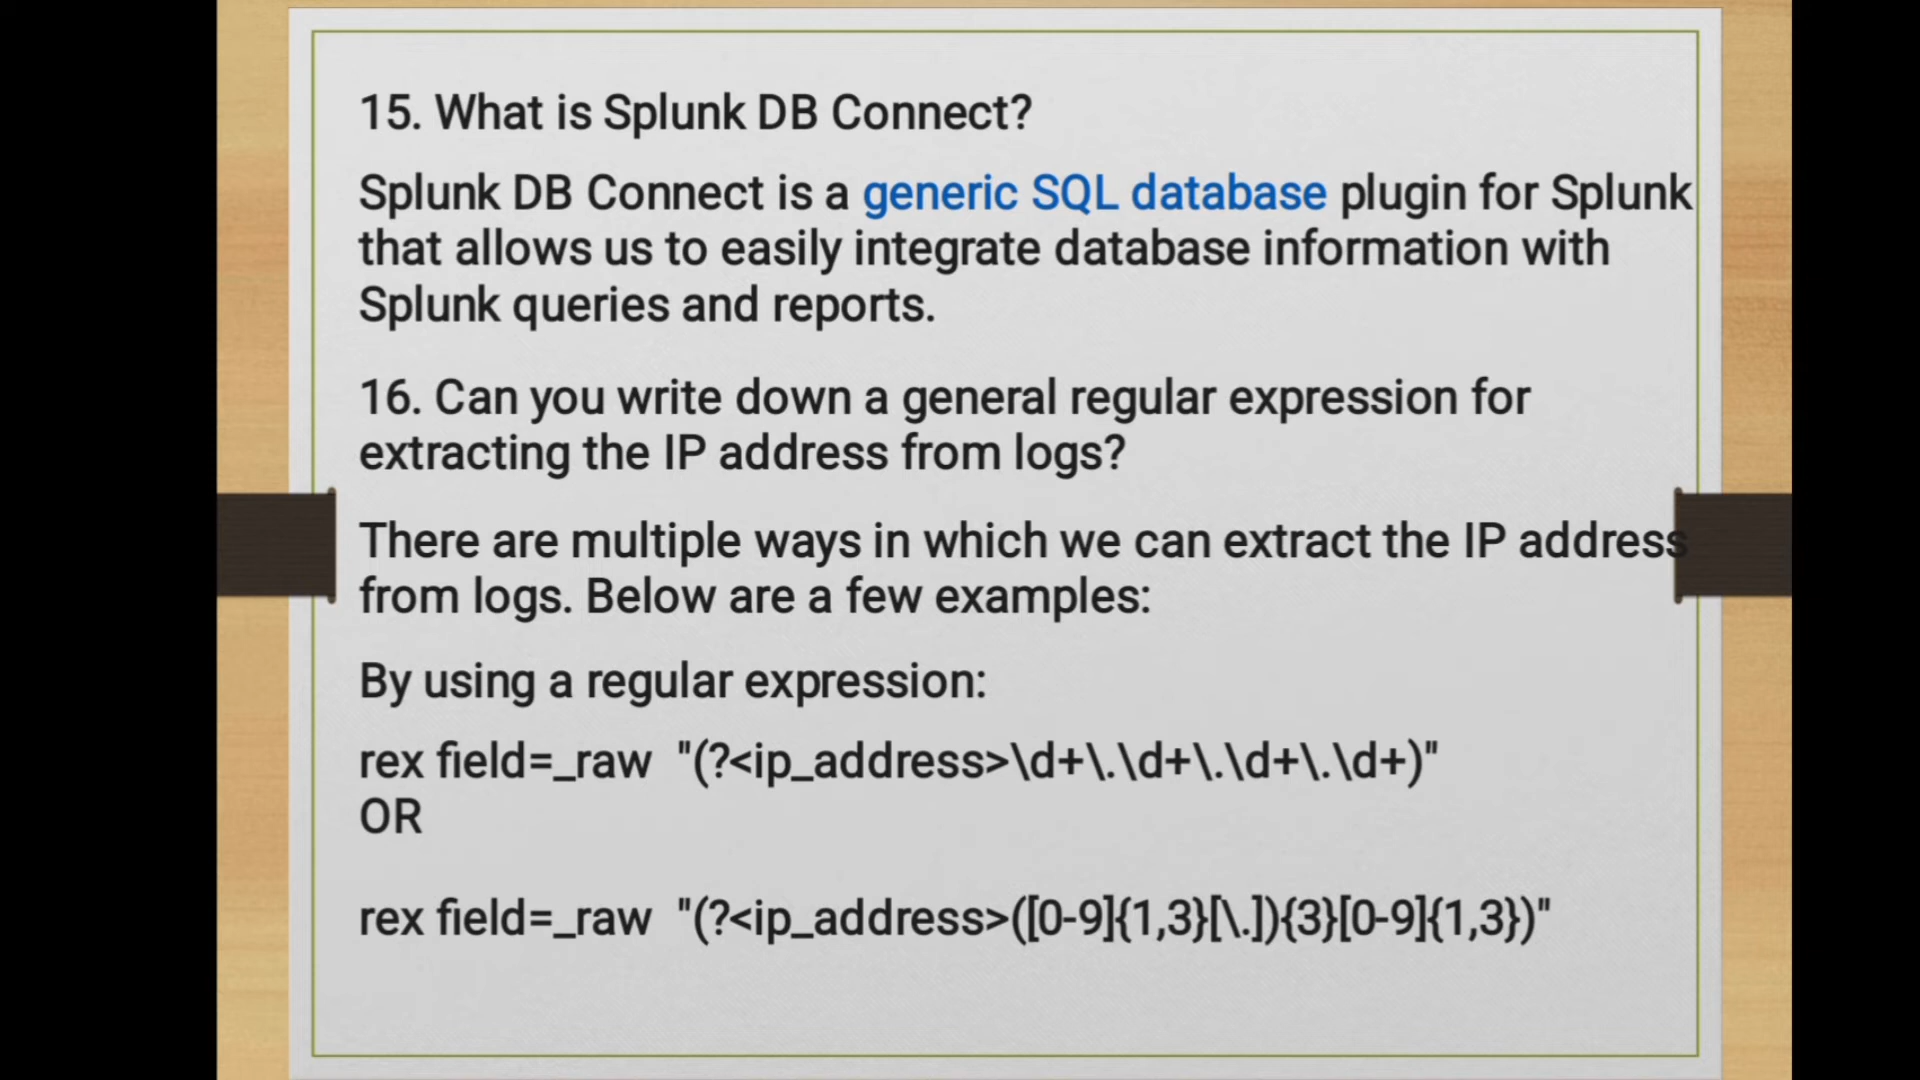 15. What is Splunk DB Connect?
Splunk DB Connect is a generic SQL database plugin for Splunk
that allows us to easily integrate database information with
Splunk queries and reports.
16. Can you write down a general regular expression for
extracting the IP address from logs?
There are multiple ways in which we can extract the IP address
from logs. Below are a few examples:
By using a regular expression:
rex field=_raw  "(?<ip_address>\d+\.\d+\.\d+\.\d+)"
OR
rex field=_raw  "(?<ip_address>([0-9]{1,3}[\.]){3}[0-9]{1,3})"